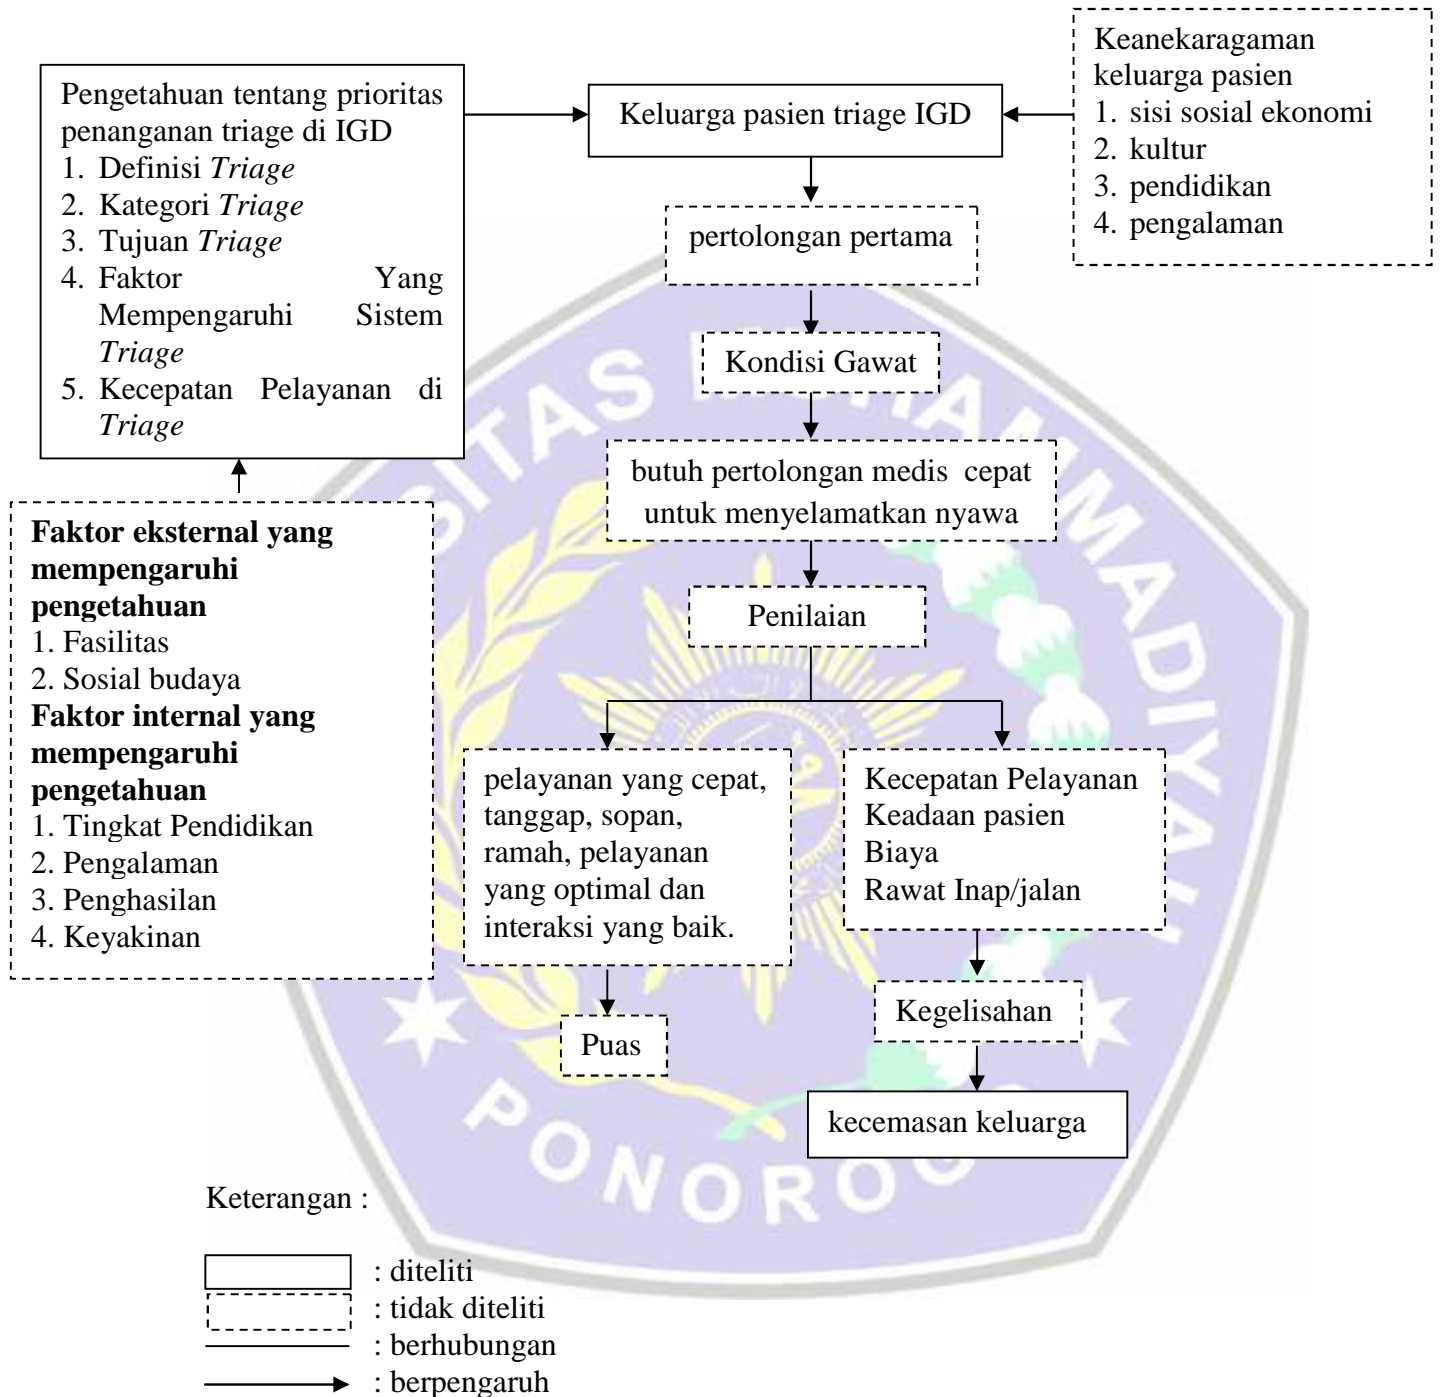 Pengetahuan tentang prioritas
penanganan triage di IGD
1. Definisi Triage
2. Kategori Triage
3. Tujuan Triage
4. Faktor Yang
Mempengaruhi Sistem
Triage
5. Kecepatan Pelayanan di
Triage
Keluarga pasien triage IGD
Keanekaragaman
keluarga pasien
1. sisi sosial ekonomi
2. kultur
3. pendidikan
4. pengalaman
pertolongan pertama
Kondisi Gawat
butuh pertolongan medis cepat
untuk menyelamatkan nyawa
Penilaian
Faktor eksternal yang
mempengaruhi
pengetahuan
1. Fasilitas
2. Sosial budaya
Faktor internal yang
mempengaruhi
pengetahuan
1. Tingkat Pendidikan
2. Pengalaman
3. Penghasilan
4. Keyakinan
pelayanan yang cepat,
tanggap, sopan,
ramah, pelayanan
yang optimal dan
interaksi yang baik.
Kecepatan Pelayanan
Keadaan pasien
Biaya
Rawat Inap/jalan
Puas
Kegelisahan
kecemasan keluarga
Keterangan :
: diteliti
: tidak diteliti
: berhubungan
: berpengaruh